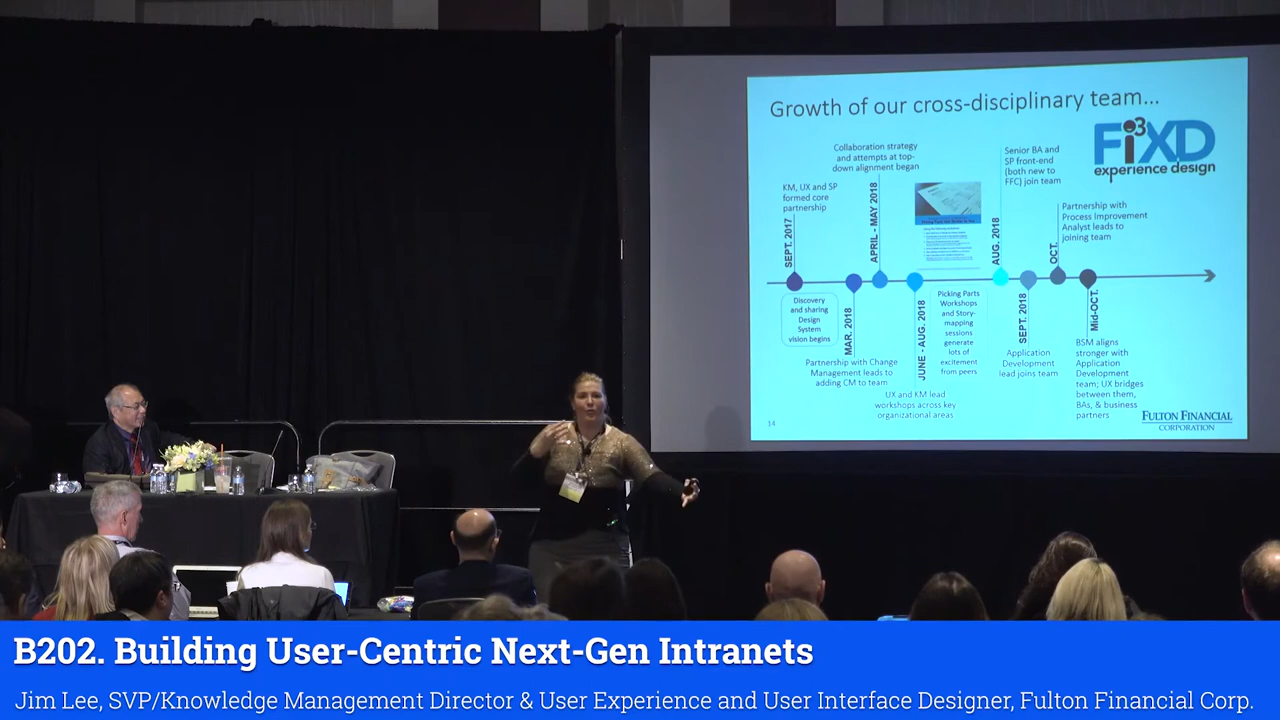 Growth of our cross-disciplinary team...
Fi³XD
experience design
Collaboration strategy
and attempts at top-
down alignment began
Senior BA and
SP front-end
(both new to
FFC) join team
KM, UX and SP
formed core
partnership
Partnership with
Process Improvement
Analyst leads to
joining team
SEPT. 2017
APRIL - MAY 2018
AUG. 2018
OCT.
Discovery
and sharing
Design
System
vision begins
MAR. 2018
JUNE - AUG. 2018
Picking Parts
Workshops
and Story-
mapping
sessions
generate
lots of
excitement
from peers
SEPT. 2018
Mid-OCT.
Partnership with Change
Management leads to
adding CM to team
UX and KM lead
workshops across key
organizational areas
Application
Development
lead joins team
BSM aligns
stronger with
Application
Development
team; UX bridges
between them,
BAs, & business
partners
14
FULTON FINANCIAL
CORPORATION
B202. Building User-Centric Next-Gen Intranets
Jim Lee, SVP/Knowledge Management Director & User Experience and User Interface Designer, Fulton Financial Corp.